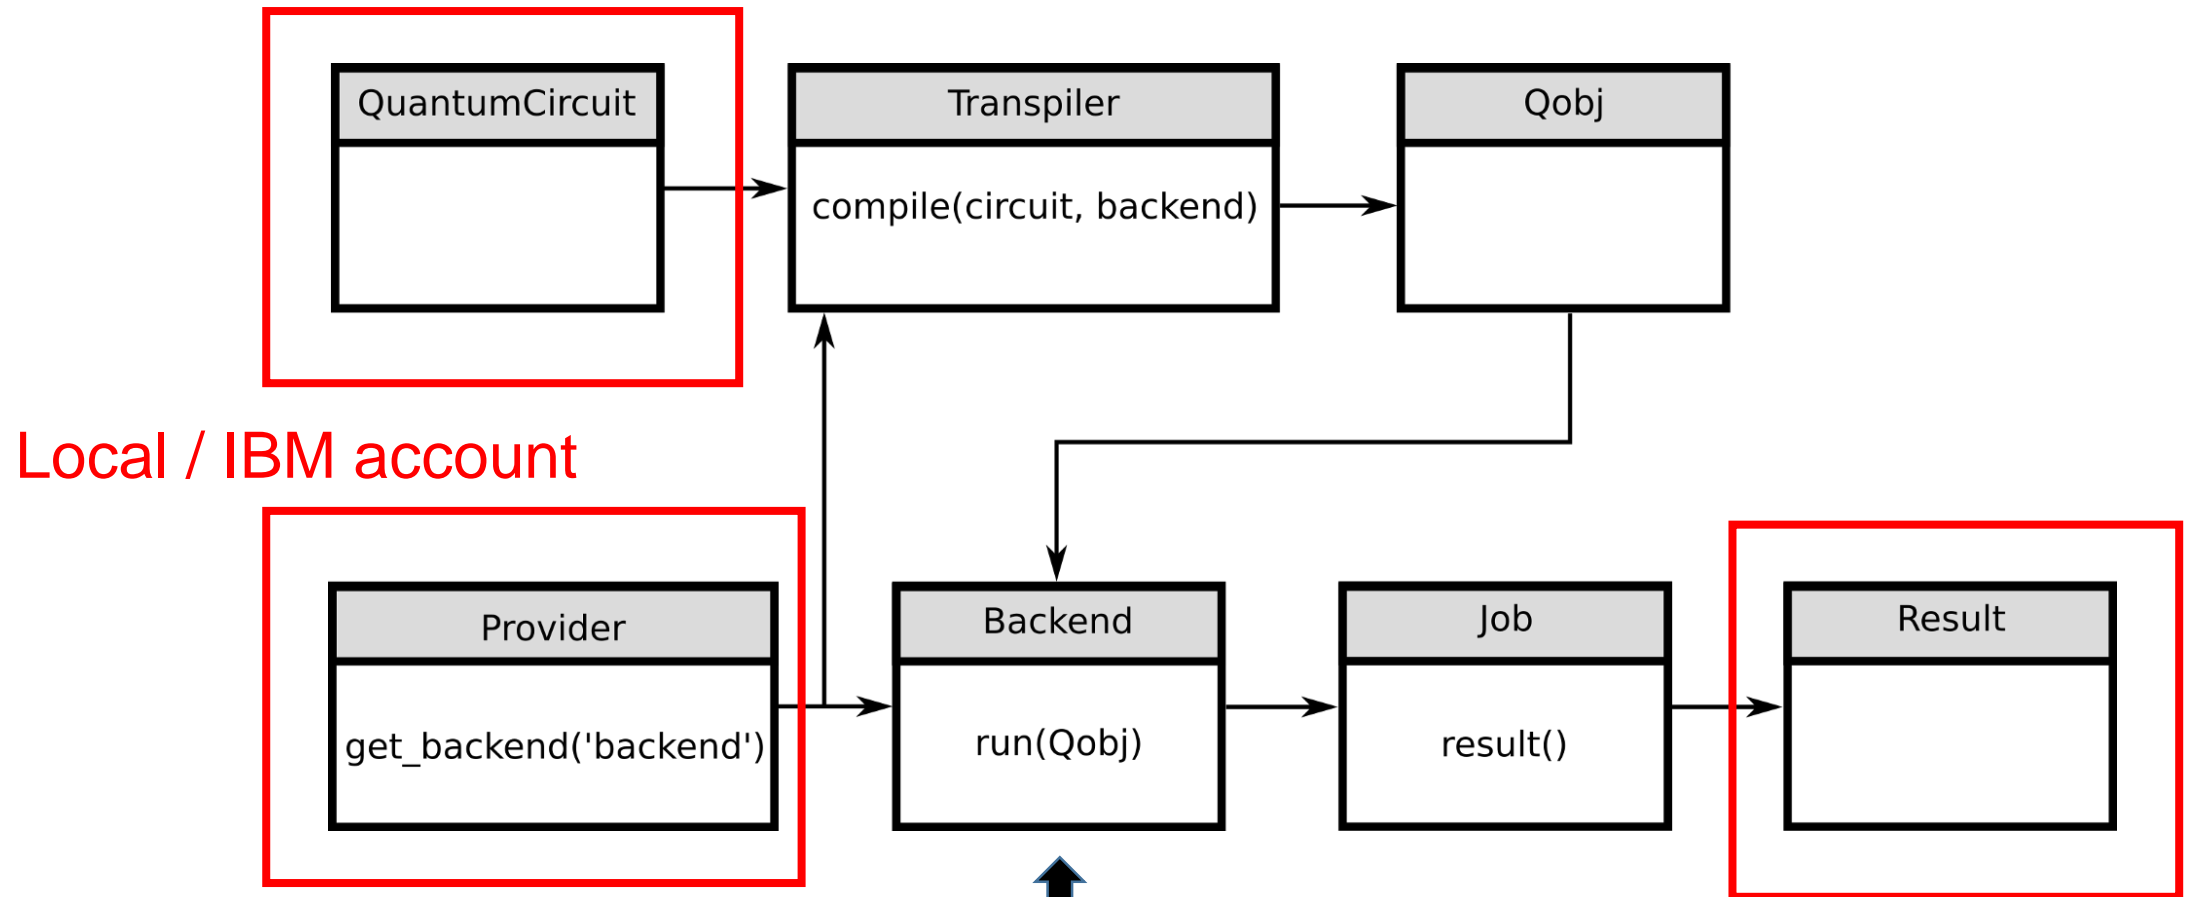 QuantumCircuit
Transpiler
compile(circuit, backend)
Qobj
Local / IBM account
Provider
get_backend('backend')
Backend
run(Qobj)
Job
result()
Result